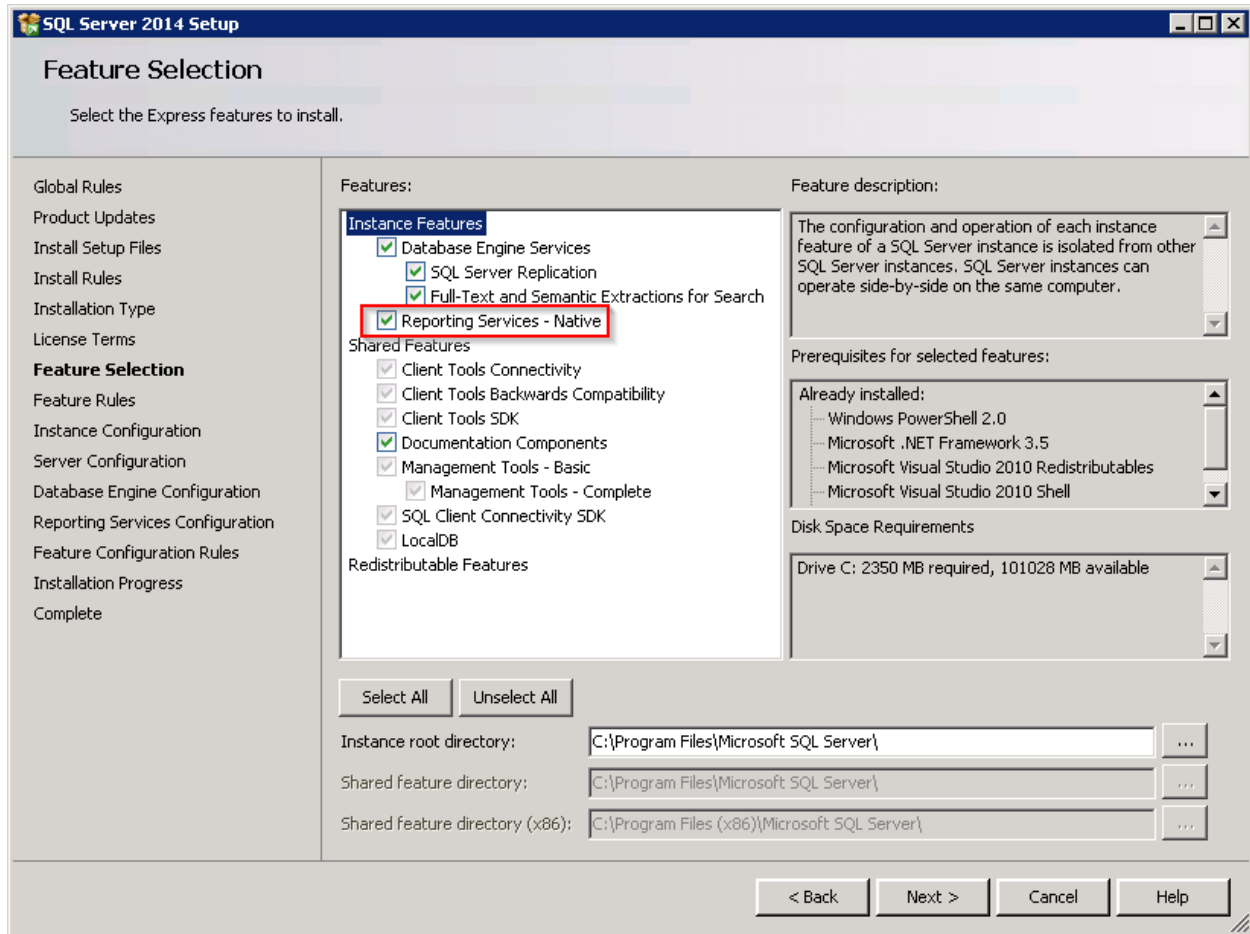 SQL Server 2014 Setup
Feature Selection
Select the Express features to install.
Global Rules
Product Updates
Install Setup Files
Install Rules
Installation Type
License Terms
Feature Selection
Feature Rules
Instance Configuration
Server Configuration
Database Engine Configuration
Reporting Services Configuration
Feature Configuration Rules
Installation Progress
Complete
Features:
Instance Features
Database Engine Services
SQL Server Replication
Full-Text and Semantic Extractions for Search
Reporting Services - Native
Shared Features
Client Tools Connectivity
Client Tools Backwards Compatibility
Client Tools SDK
Documentation Components
Management Tools - Basic
Management Tools - Complete
SQL Client Connectivity SDK
LocalDB
Redistributable Features
Feature description:
The configuration and operation of each instance
feature of a SQL Server instance is isolated from other
SQL Server instances. SQL Server instances can
operate side-by-side on the same computer.
Prerequisites for selected features:
Already installed:
Windows PowerShell 2.0
Microsoft .NET Framework 3.5
Microsoft Visual Studio 2010 Redistributables
Microsoft Visual Studio 2010 Shell
Disk Space Requirements
Drive C: 2350 MB required, 101028 MB available
Select All
Unselect All
Instance root directory:
C:\Program Files\Microsoft SQL Server\
...
Shared feature directory:
C:\Program Files\Microsoft SQL Server\
...
Shared feature directory (x86):
C:\Program Files (x86)\Microsoft SQL Server\
...
< Back
Next >
Cancel
Help